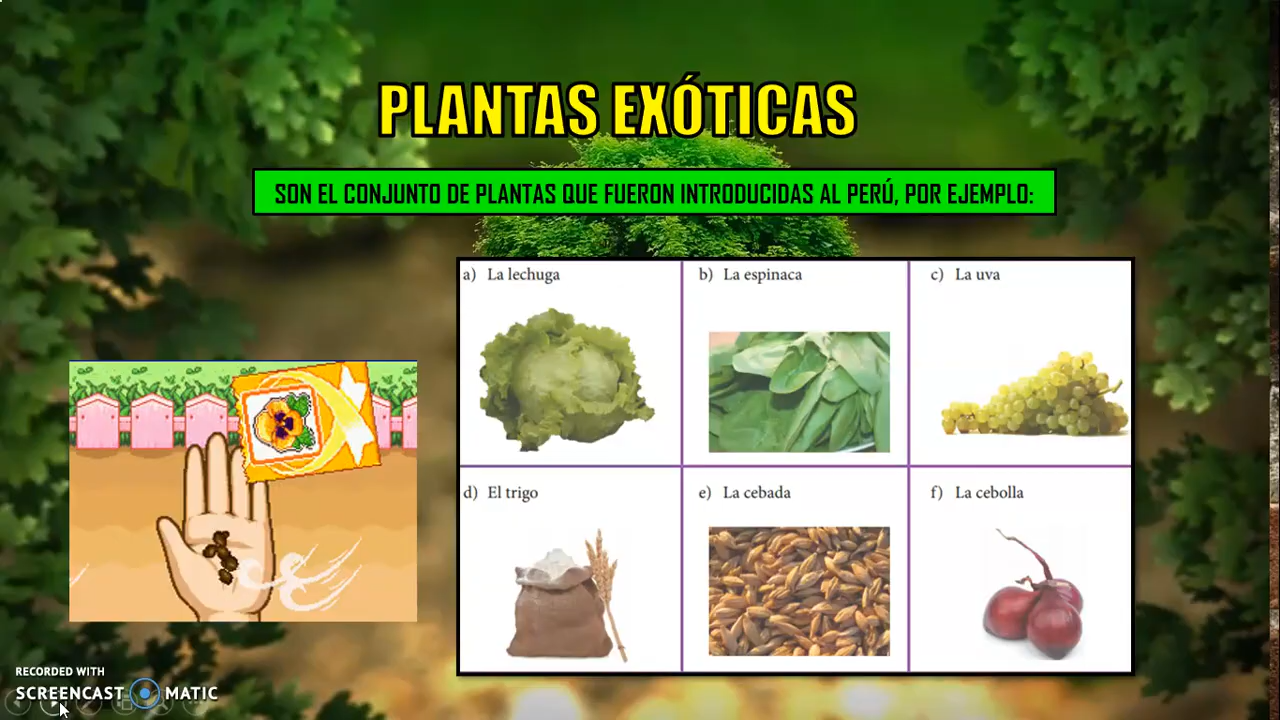 PLANTAS EXÓTICAS
SON EL CONJUNTO DE PLANTAS QUE FUERON INTRODUCIDAS AL PERÚ, POR EJEMPLO:
a) La lechuga
b) La espinaca
c) La uva
d) El trigo
e) La cebada
f) La cebolla
RECORDED WITH
SCREENCAST MATIC